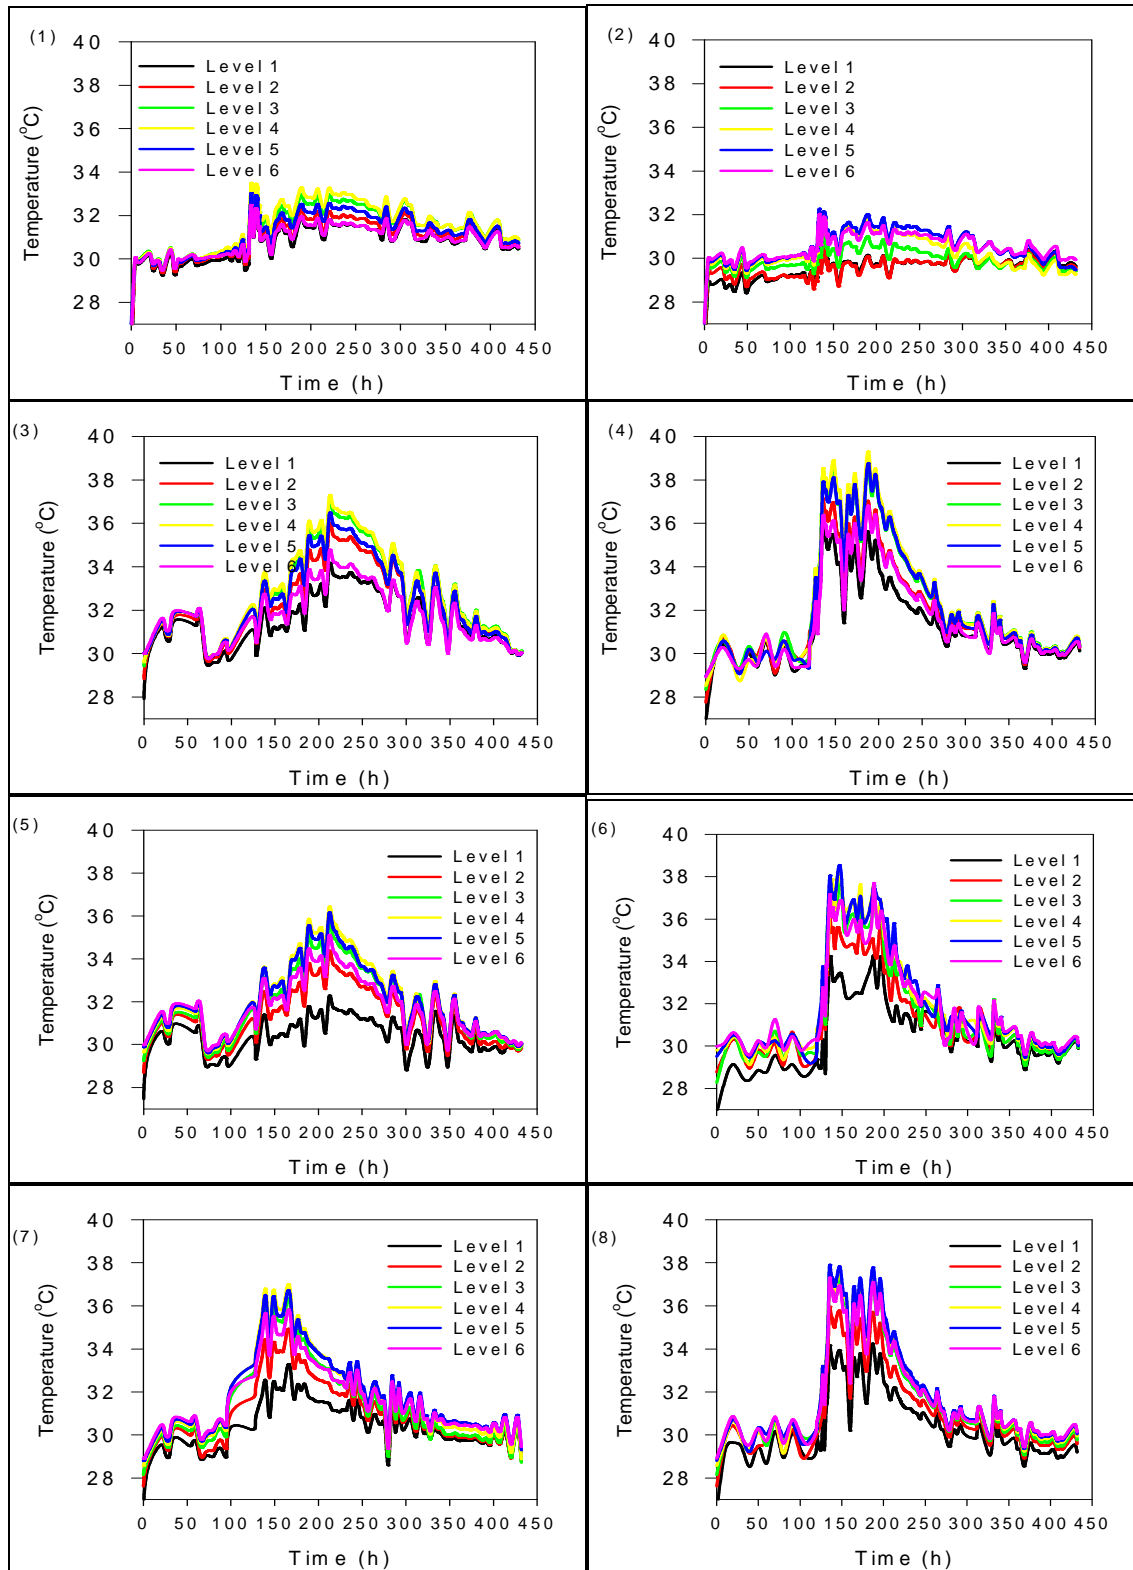 (1)
Temperature (°C)
40
38
36
34
32
30
28
Level 1
Level 2
Level 3
Level 4
Level 5
Level 6
0 50 100 150 200 250 300 350 400 450
Time (h)
(2)
Temperature (°C)
40
38
36
34
32
30
28
Level 1
Level 2
Level 3
Level 4
Level 5
Level 6
0 50 100 150 200 250 300 350 400 450
Time (h)
(3)
Temperature (°C)
40
38
36
34
32
30
28
Level 1
Level 2
Level 3
Level 4
Level 5
Level 6
0 50 100 150 200 250 300 350 400 450
Time (h)
(4)
Temperature (°C)
40
38
36
34
32
30
28
Level 1
Level 2
Level 3
Level 4
Level 5
Level 6
0 50 100 150 200 250 300 350 400 450
Time (h)
(5)
Temperature (°C)
40
38
36
34
32
30
28
Level 1
Level 2
Level 3
Level 4
Level 5
Level 6
0 50 100 150 200 250 300 350 400 450
Time (h)
(6)
Temperature (°C)
40
38
36
34
32
30
28
Level 1
Level 2
Level 3
Level 4
Level 5
Level 6
0 50 100 150 200 250 300 350 400 450
Time (h)
(7)
Temperature (°C)
40
38
36
34
32
30
28
Level 1
Level 2
Level 3
Level 4
Level 5
Level 6
0 50 100 150 200 250 300 350 400 450
Time (h)
(8)
Temperature (°C)
40
38
36
34
32
30
28
Level 1
Level 2
Level 3
Level 4
Level 5
Level 6
0 50 100 150 200 250 300 350 400 450
Time (h)